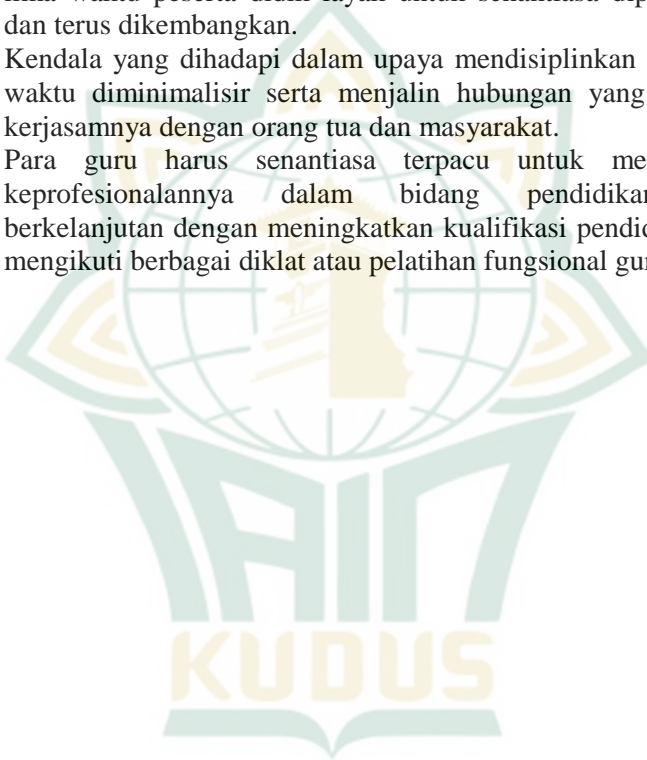 waktu peserta didik layak untuk senantiasa
dan terus dikembangkan.
Kendala yang dihadapi dalam upaya mendisiplinkan
waktu diminimalisir serta menjalin hubungan yang
kerjasamnya dengan orang tua dan masyarakat.
Para guru harus senantiasa terpacu untuk me
keprofesionalannya dalam bidang pendidikan
berkelanjutan dengan meningkatkan kualifikasi pendid
mengikuti berbagai diklat atau pelatihan fungsional gur
IAIN
KUDUS